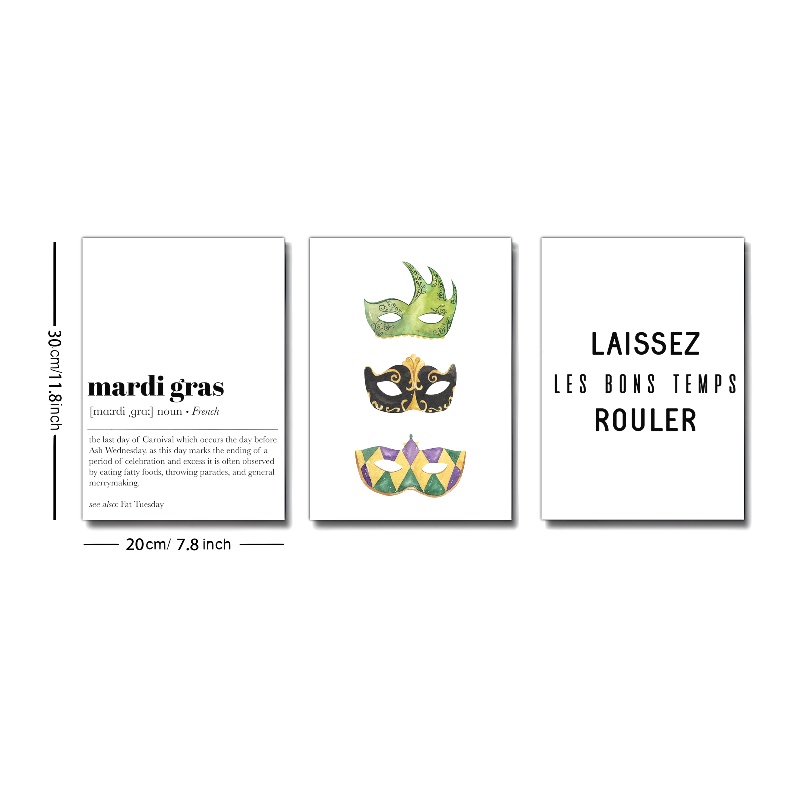 30cm/11.8inch
mardi gras
[mɑːrdi ˌgrɑː] noun • French
the last day of Carnival which occurs the day before
Ash Wednesday. as this day marks the ending of a
period of celebration and excess it is often observed
by eating fatty foods, throwing parades, and general
merrymaking.
see also: Fat Tuesday
20cm/ 7.8 inch
LAISSEZ
LES BONS TEMPS
ROULER